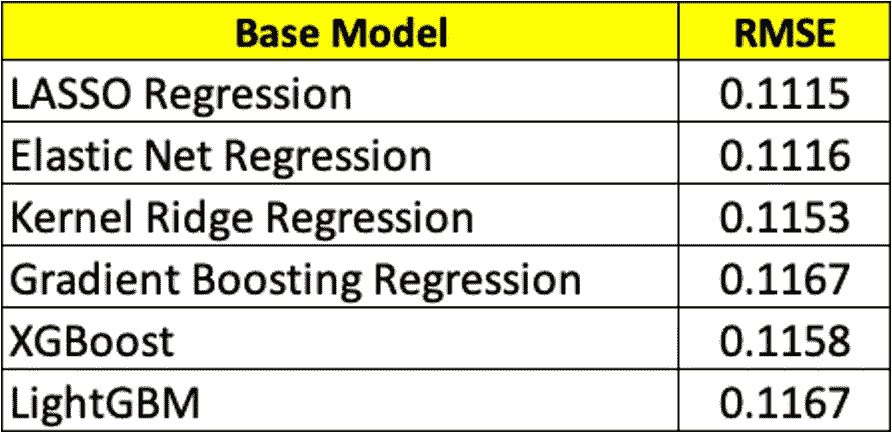 Base Model RMSE
LASSO Regression 0.1115
Elastic Net Regression 0.1116
Kernel Ridge Regression 0.1153
Gradient Boosting Regression 0.1167
XGBoost 0.1158
LightGBM 0.1167